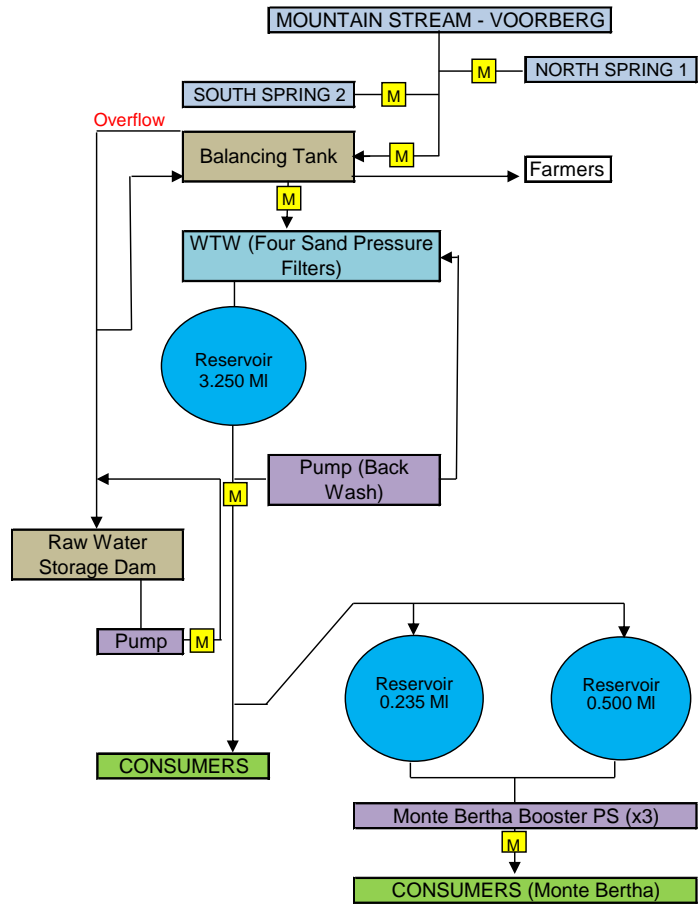 MOUNTAIN STREAM - VOORBERG
M
NORTH SPRING 1
SOUTH SPRING 2
M
Overflow
Balancing Tank
M
Farmers
M
WTW (Four Sand Pressure
Filters)
Reservoir
3.250 Ml
Pump (Back
Wash)
M
Raw Water
Storage Dam
Pump
M
Reservoir
0.235 Ml
Reservoir
0.500 Ml
CONSUMERS
Monte Bertha Booster PS (x3)
M
CONSUMERS (Monte Bertha)